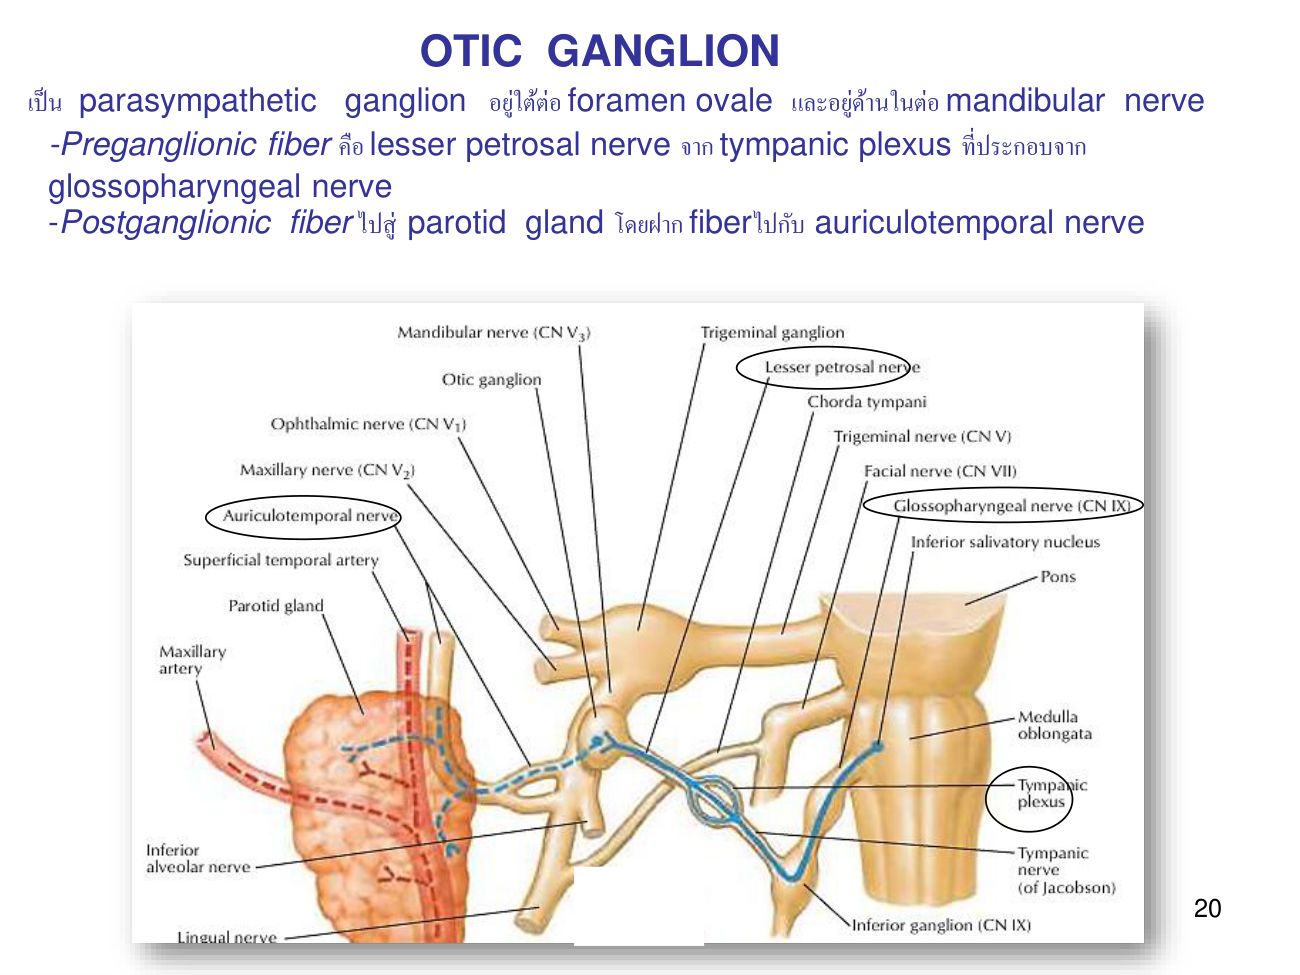 OTIC GANGLION
เป็น parasympathetic ganglion อยู่ใต้ต่อ foramen ovale และอยู่ด้านในต่อ mandibular nerve
-Preganglionic fiber คือ lesser petrosal nerve จาก tympanic plexus ที่ประกอบจาก
glossopharyngeal nerve
-Postganglionic fiber ไปสู่ parotid gland โดยฝาก fiberไปกับ auriculotemporal nerve
Mandibular nerve (CN V3)
Trigeminal ganglion
Lesser petrosal nerve
Otic ganglion
Chorda tympani
Ophthalmic nerve (CN V1)
Trigeminal nerve (CN V)
Maxillary nerve (CN V2)
Facial nerve (CN VII)
Auriculotemporal nerve
Glossopharyngeal nerve (CN IX)
Inferior salivatory nucleus
Superficial temporal artery
Pons
Parotid gland
Maxillary
artery
Medulla
oblongata
Tympanic
plexus
Inferior
alveolar nerve
Tympanic
nerve
(of Jacobson)
Inferior ganglion (CN IX)
Lingual nerve
20